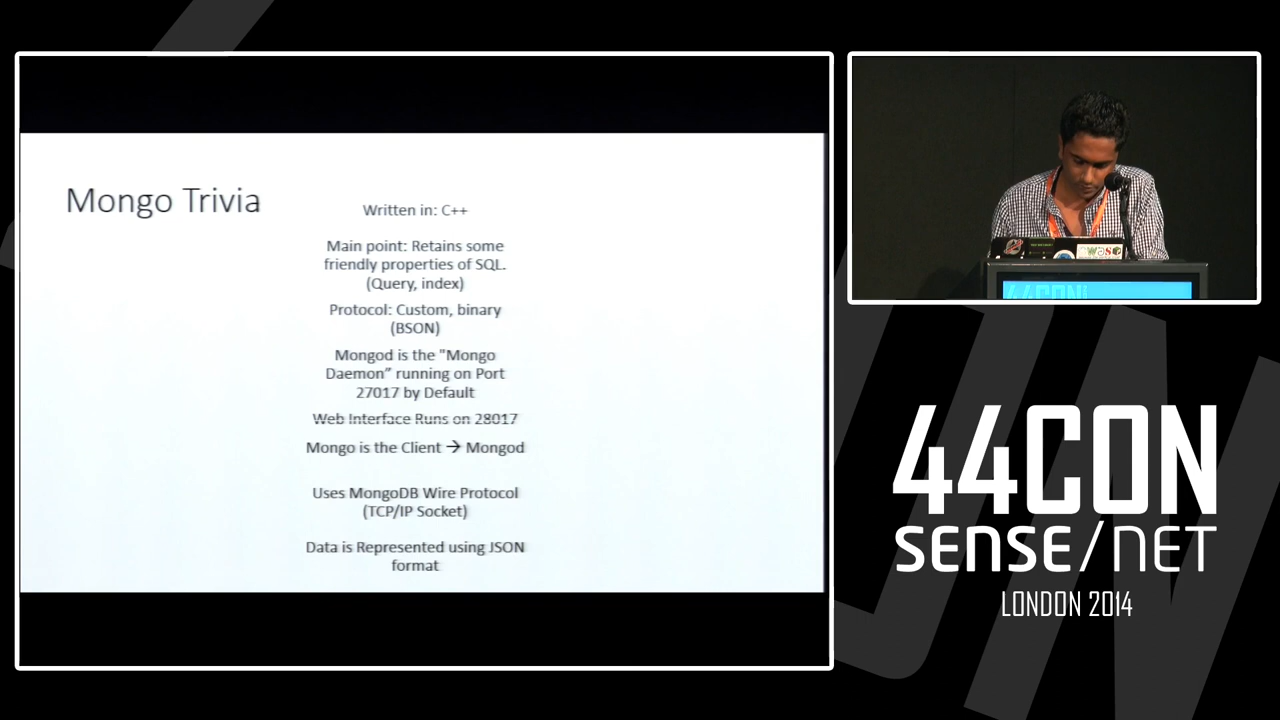 Mongo Trivia
Written in: C++
Main point: Retains some
friendly properties of SQL.
(Query, index)
Protocol: Custom, binary
(BSON)
Mongod is the "Mongo
Daemon” running on Port
27017 by Default
Web Interface Runs on 28017
Mongo is the Client → Mongod
Uses MongoDB Wire Protocol
(TCP/IP Socket)
Data is Represented using JSON
format
44CON
44CON
SENSE/NET
LONDON 2014